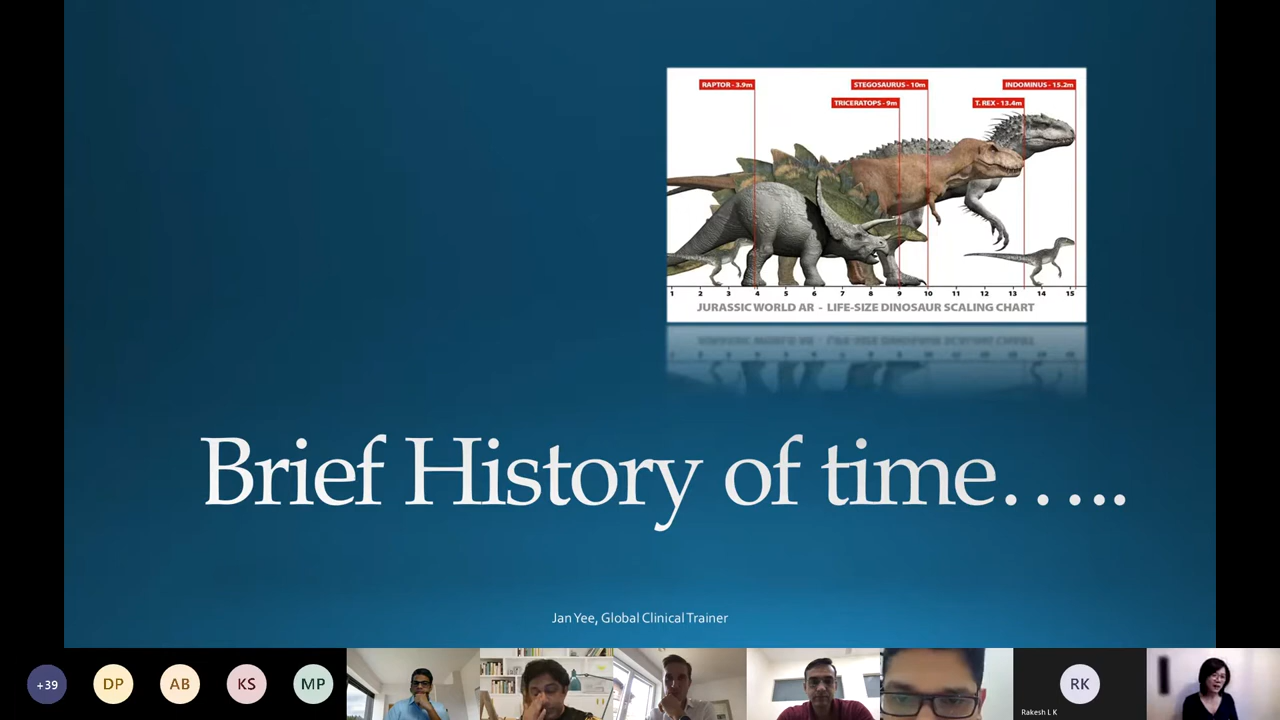 RAPTOR - 3.9m
STEGOSAURUS - 10m
INDOMINUS - 15.2m
TRICERATOPS - 9m
T. REX - 13.4m
1 2 3 4 5 6 7 8 9 10 11 12 13 14 15
JURASSIC WORLD AR - LIFE-SIZE DINOSAUR SCALING CHART
Brief History of time.....
Jan Yee, Global Clinical Trainer
+39
DP
AB
KS
MP
RK
Rakesh L K